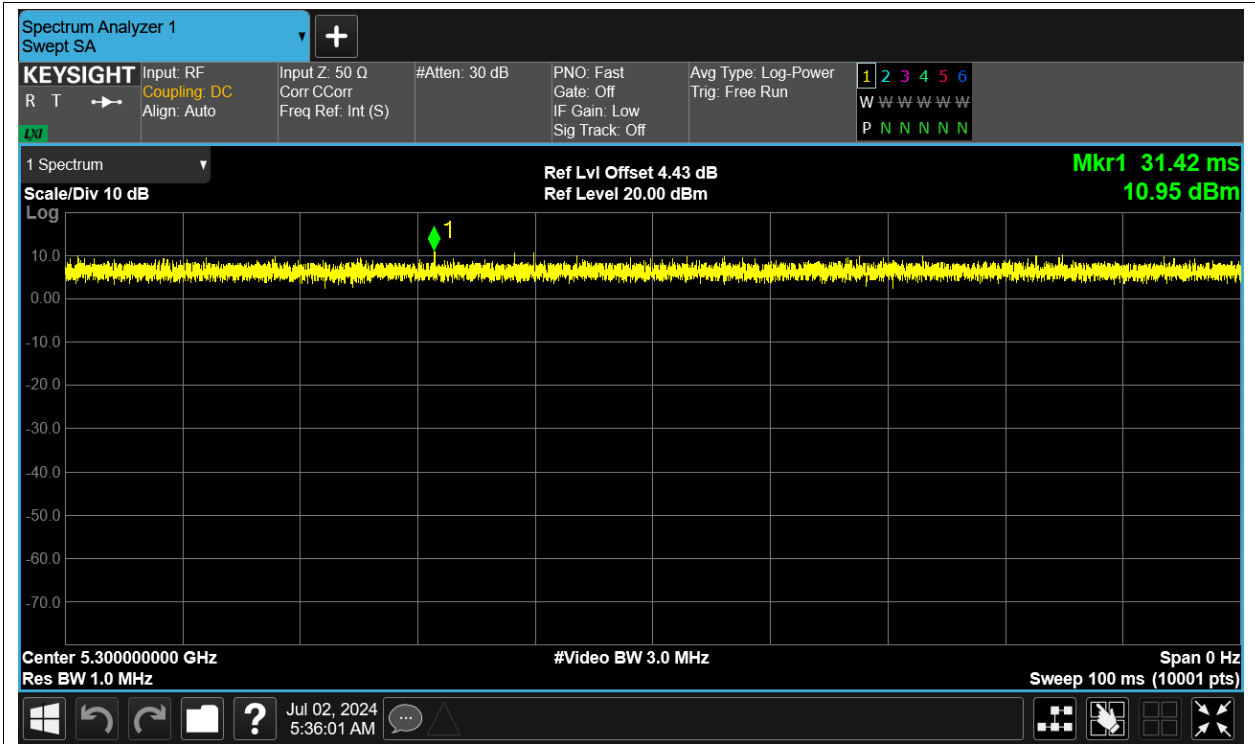 Spectrum Analyzer 1
Swept SA
KEYSIGHT
R T
LXI
Input: RF
Coupling: DC
Align: Auto
Input Z: 50 Ω
Corr CCorr
Freq Ref: Int (S)
#Atten: 30 dB
PNO: Fast
Gate: Off
IF Gain: Low
Sig Track: Off
Avg Type: Log-Power
Trig: Free Run
1 2 3 4 5 6
W W W W W W
P N N N N N
1 Spectrum
Scale/Div 10 dB
Ref Lvl Offset 4.43 dB
Ref Level 20.00 dBm
Mkr1 31.42 ms
10.95 dBm
Log
1
10.0
0.00
-10.0
-20.0
-30.0
-40.0
-50.0
-60.0
-70.0
Center 5.300000000 GHz
Res BW 1.0 MHz
#Video BW 3.0 MHz
Span 0 Hz
Sweep 100 ms (10001 pts)
?
Jul 02, 2024
5:36:01 AM